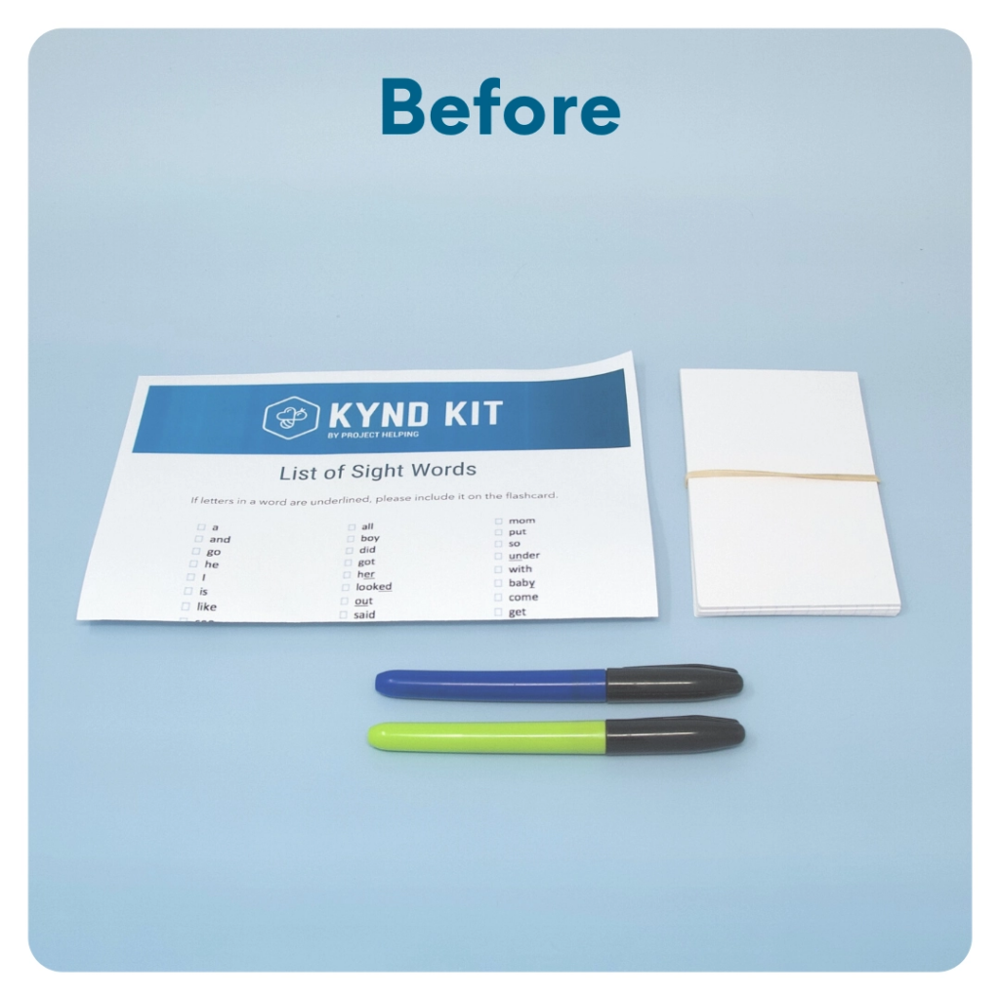 Before
KYND KIT
BY PROJECT HELPING
List of Sight Words
If letters in a word are underlined, please include it on the flashcard.
a
and
go
he
I
is
like
all
boy
did
got
her
looked
out
said
mom
put
so
under
with
baby
come
get